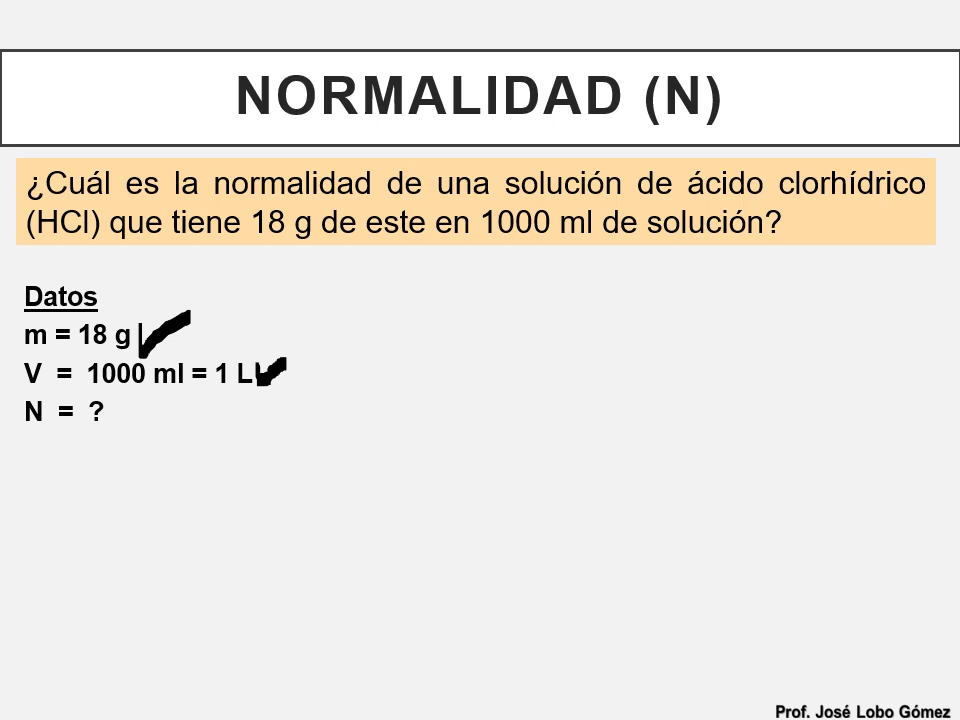 NORMALIDAD (N)
¿Cuál es la normalidad de una solución de ácido clorhídrico
(HCl) que tiene 18 g de este en 1000 ml de solución?
Datos
m = 18 g
V = 1000 ml = 1 L
N = ?
Prof. José Lobo Gómez